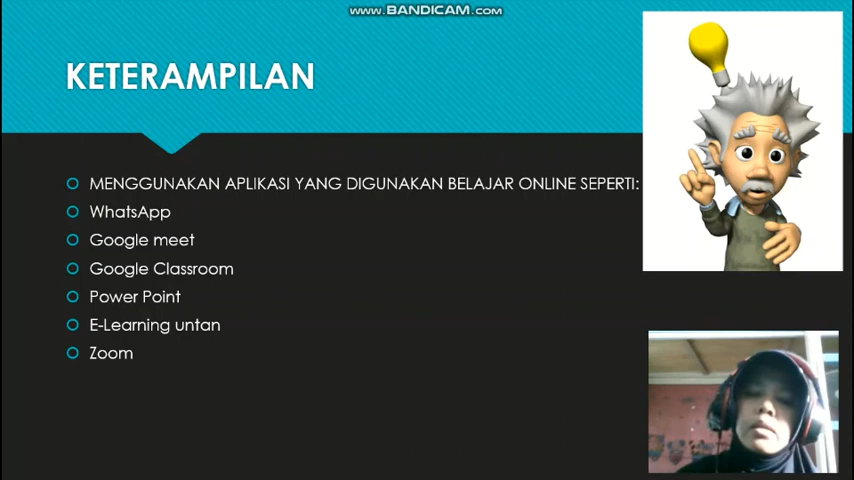 www.BANDICAM.com
KETERAMPILAN
MENGGUNAKAN APLIKASI YANG DIGUNAKAN BELAJAR ONLINE SEPERTI:
WhatsApp
Google meet
Google Classroom
Power Point
E-Learning untan
Zoom